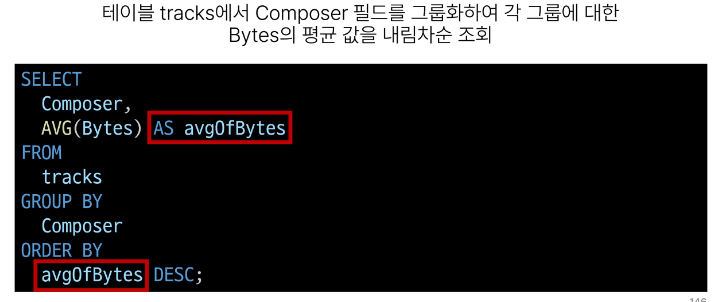 테이블 tracks에서 Composer 필드를 그룹화하여 각 그룹에 대한
Bytes의 평균 값을 내림차순 조회
SELECT
Composer,
AVG(Bytes) AS avgOfBytes
FROM
tracks
GROUP BY
Composer
ORDER BY
avgOfBytes DESC;
146